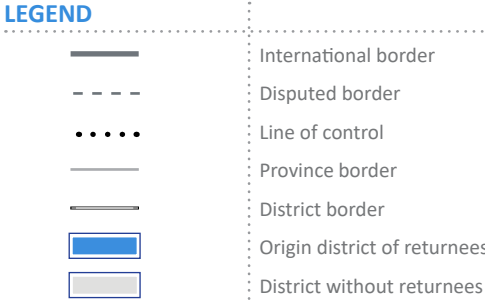 LEGEND
International border
Disputed border
Line of control
Province border
District border
Origin district of returnees
District without returnees